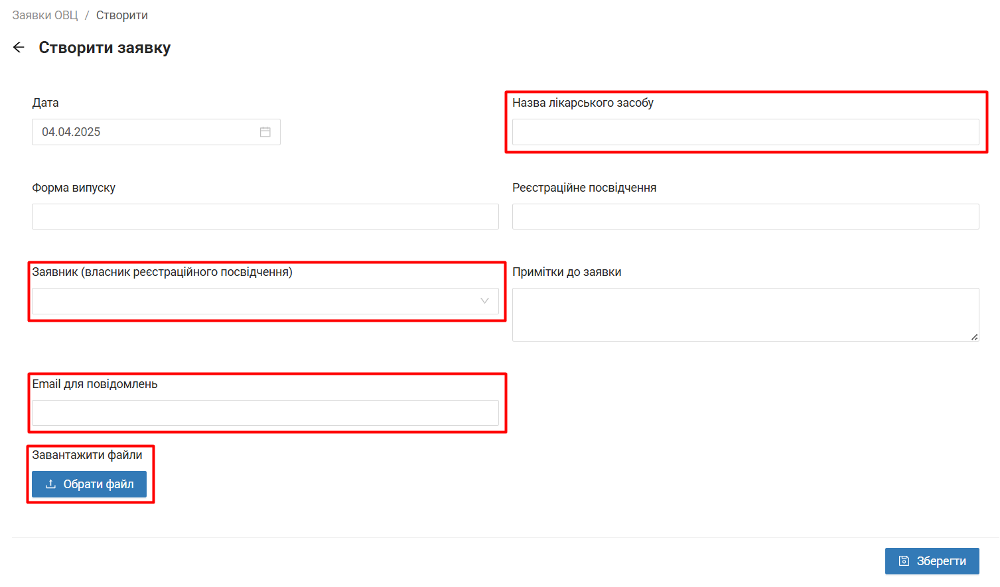 Заявки ОВЦ / Створити
Створити заявку
Дата
04.04.2025
Назва лікарського засобу
Форма випуску
Реєстраційне посвідчення
Заявник (власник реєстраційного посвідчення)
Примітки до заявки
Email для повідомлень
Завантажити файли
Обрати файл
Зберегти